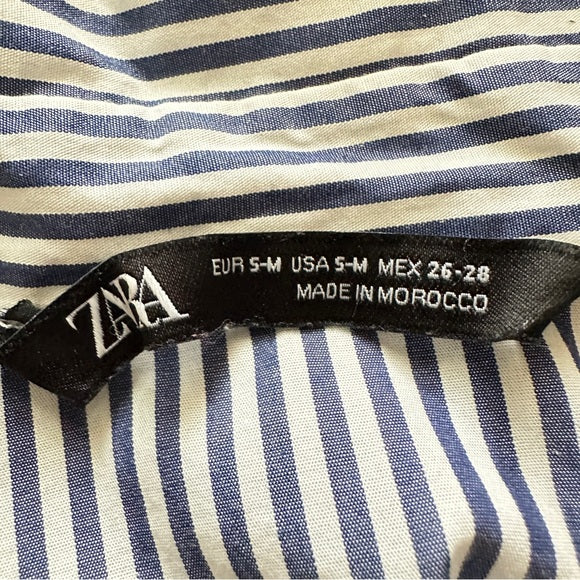 ZARA
EUR S-M USA S-M MEX 26-28
MADE IN MOROCCO